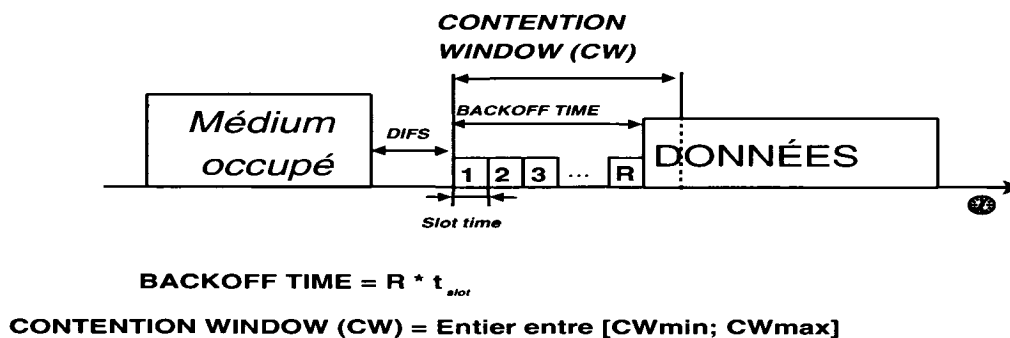 CONTENTION
WINDOW (CW)
BACKOFF TIME
Médium
occupé
DIFS
DONNÉES
1 2 3 ... R
Slot time
BACKOFF TIME = R * t slot
CONTENTION WINDOW (CW) = Entier entre [CWmin; CWmax]